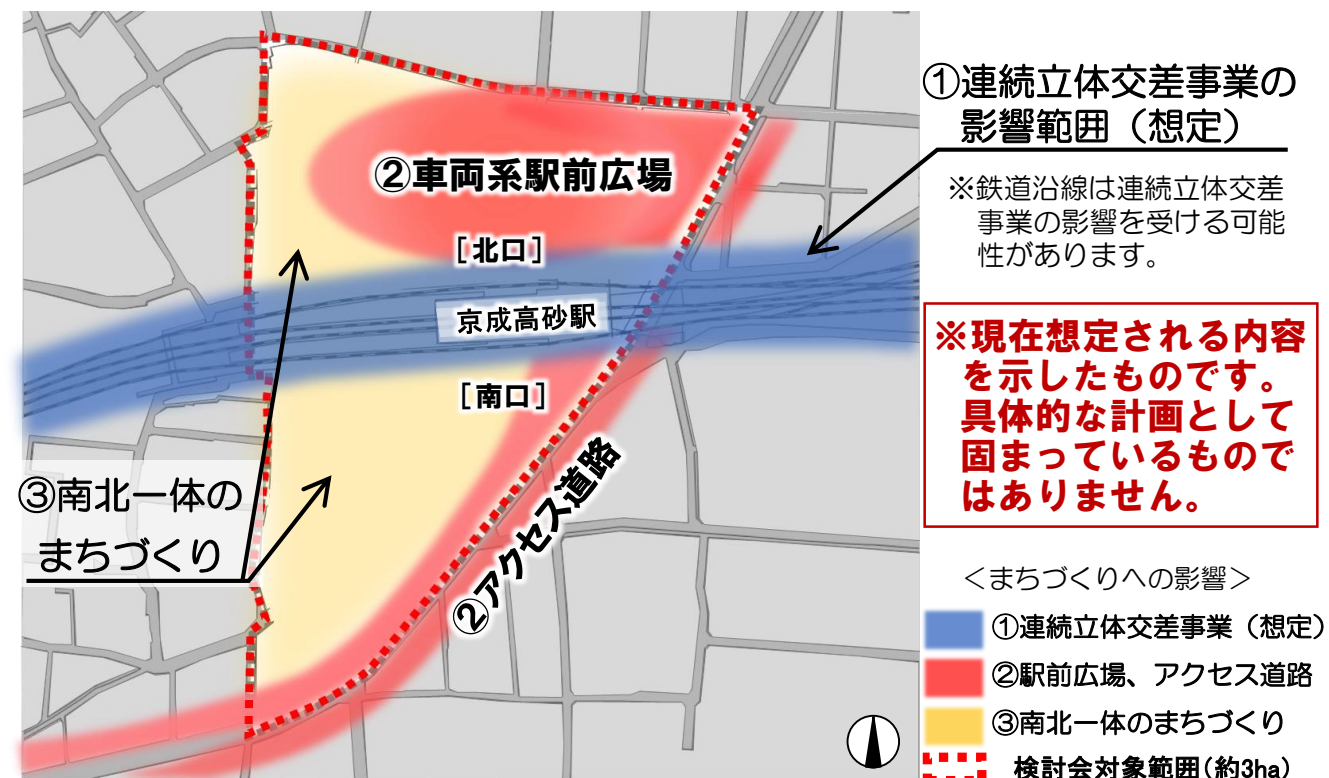 ①連続立体交差事業の
影響範囲（想定）
※鉄道沿線は連続立体交差
事業の影響を受ける可能
性があります。
②車両系駅前広場
［北口］
京成高砂駅
［南口］
②アクセス道路
③南北一体の
まちづくり
※現在想定される内容
を示したものです。
具体的な計画として
固まっているもので
はありません。
＜まちづくりへの影響＞
①連続立体交差事業（想定）
②駅前広場、アクセス道路
③南北一体のまちづくり
検討会対象範囲(約3ha)